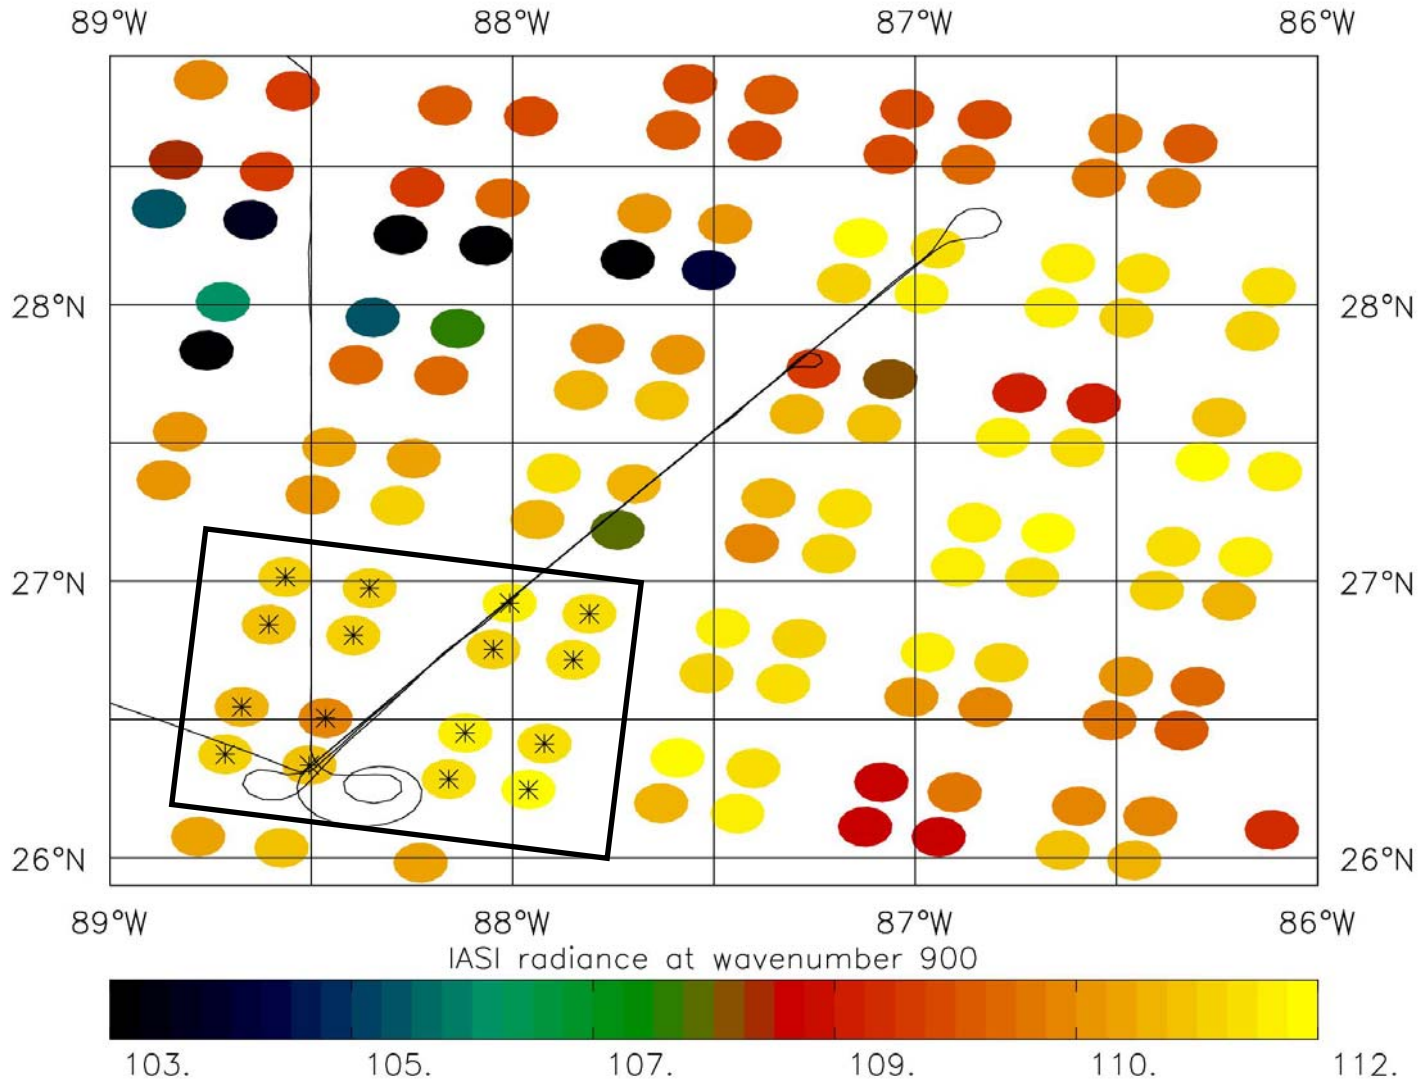 89°W 88°W 87°W 86°W
28°N 28°N
27°N 27°N
26°N 26°N
89°W 88°W 87°W 86°W
IASI radiance at wavenumber 900
103. 105. 107. 109. 110. 112.